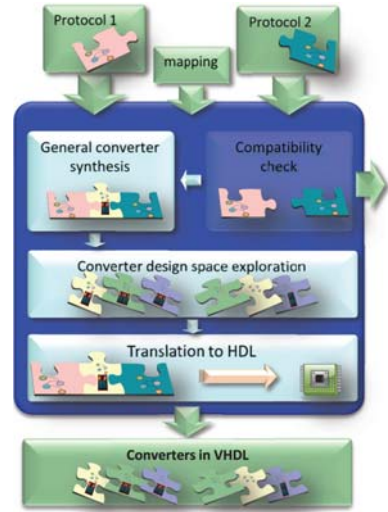 Protocol 1
Protocol 2
mapping
General converter
synthesis
Compatibility
check
Converter design space exploration
Translation to HDL
Converters in VHDL